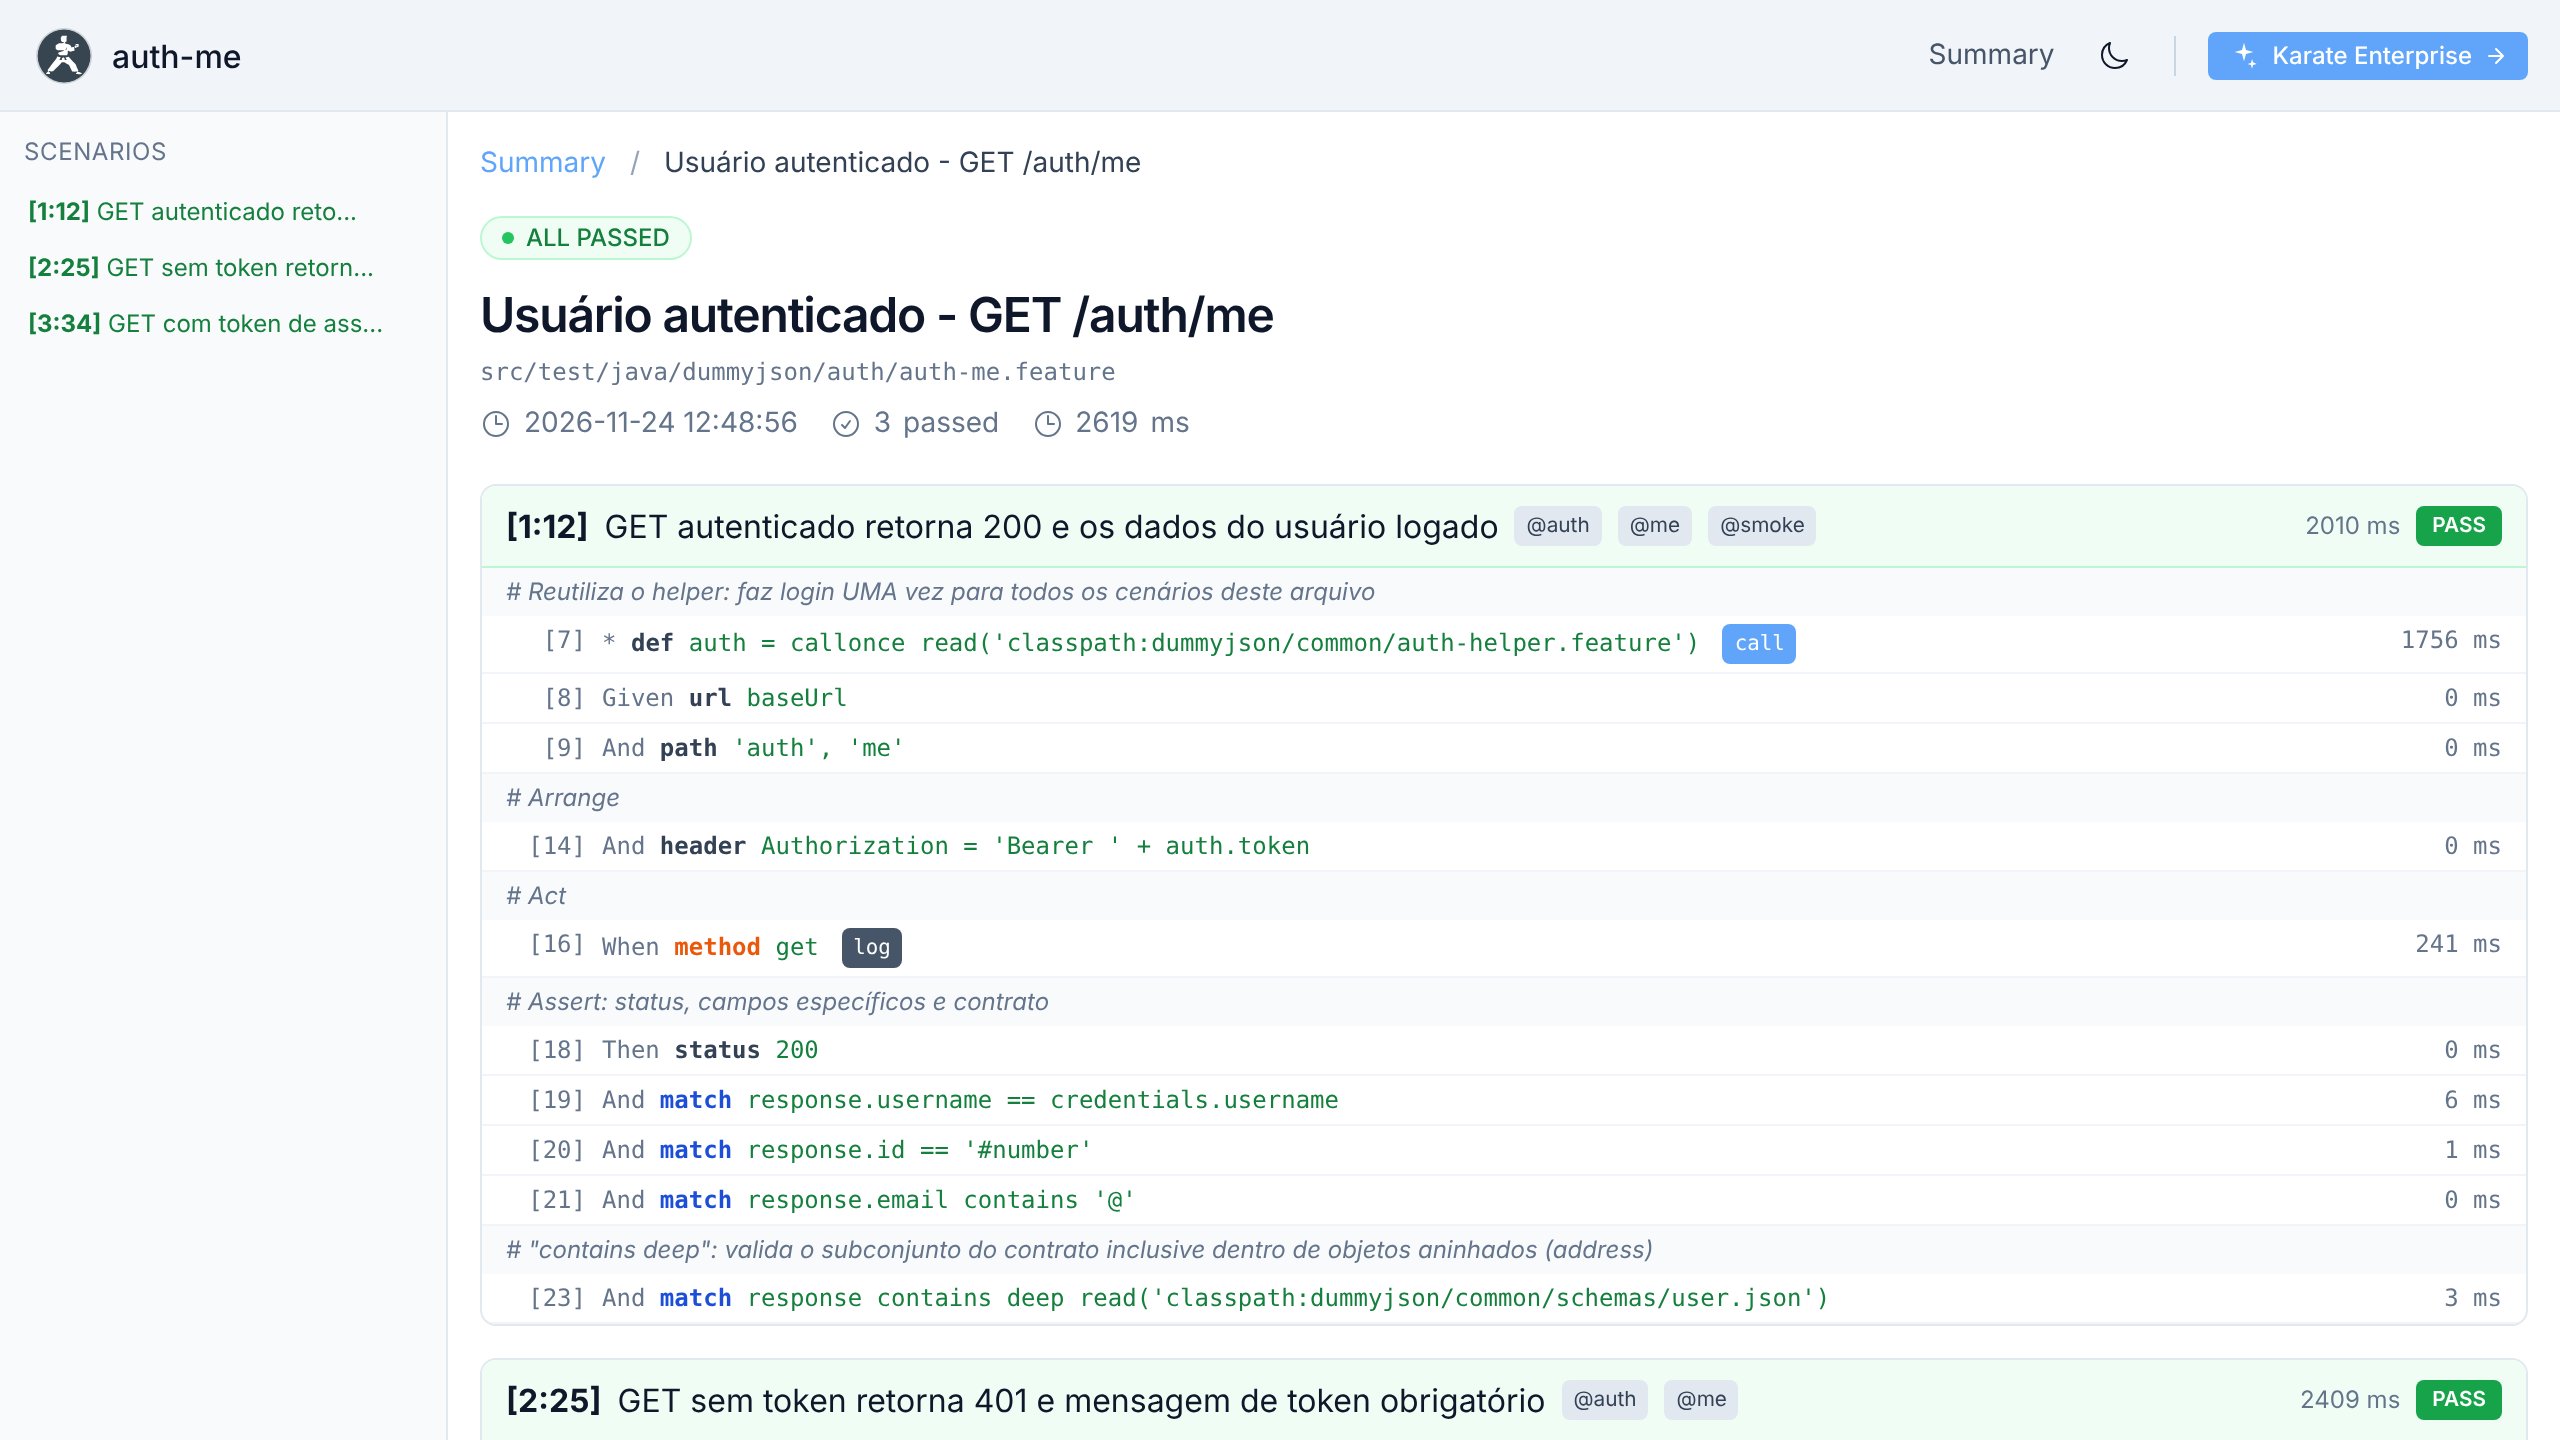 auth-me
Summary
Karate Enterprise →
SCENARIOS
[1:12] GET autenticado reto...
[2:25] GET sem token retorn...
[3:34] GET com token de ass...
Summary / Usuário autenticado - GET /auth/me
ALL PASSED
Usuário autenticado - GET /auth/me
src/test/java/dummyjson/auth/auth-me.feature
2026-11-24 12:48:56 3 passed 2619 ms
[1:12] GET autenticado retorna 200 e os dados do usuário logado @auth @me @smoke 2010 ms PASS
# Reutiliza o helper: faz login UMA vez para todos os cenários deste arquivo
[7] * def auth = callonce read('classpath:dummyjson/common/auth-helper.feature') call 1756 ms
[8] Given url baseUrl 0 ms
[9] And path 'auth', 'me' 0 ms
# Arrange
[14] And header Authorization = 'Bearer ' + auth.token 0 ms
# Act
[16] When method get log 241 ms
# Assert: status, campos específicos e contrato
[18] Then status 200 0 ms
[19] And match response.username == credentials.username 6 ms
[20] And match response.id == '#number' 1 ms
[21] And match response.email contains '@' 0 ms
# "contains deep": valida o subconjunto do contrato inclusive dentro de objetos aninhados (address)
[23] And match response contains deep read('classpath:dummyjson/common/schemas/user.json') 3 ms
[2:25] GET sem token retorna 401 e mensagem de token obrigatório @auth @me 2409 ms PASS